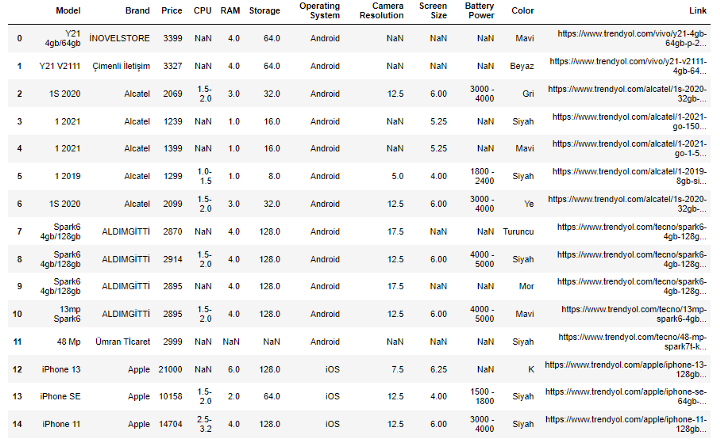 Model Brand Price CPU RAM Storage Operating System Camera Resolution Screen Size Battery Power Color Link
0 Y21 4gb/64gb İNOVELSTORE 3399 NaN 4.0 64.0 Android NaN NaN NaN Mavi https://www.trendyol.com/vivo/y21-4gb-64gb-p-2...
1 Y21 V2111 Çimenli İletişim 3327 NaN 4.0 64.0 Android NaN NaN NaN Beyaz https://www.trendyol.com/vivo/y21-v2111-4gb-64...
2 1S 2020 Alcatel 2069 1.5-2.0 3.0 32.0 Android 12.5 6.00 3000 - 4000 Gri https://www.trendyol.com/alcatel/1s-2020-32gb-...
3 1 2021 Alcatel 1239 NaN 1.0 16.0 Android NaN 5.25 NaN Siyah https://www.trendyol.com/alcatel/1-2021-go-150...
4 1 2021 Alcatel 1399 NaN 1.0 16.0 Android NaN 5.25 NaN Mavi https://www.trendyol.com/alcatel/1-2021-go-1-5...
5 1 2019 Alcatel 1299 1.0-1.5 1.0 8.0 Android 5.0 4.00 1800 - 2400 Siyah https://www.trendyol.com/alcatel/1-2019-8gb-si...
6 1S 2020 Alcatel 2099 1.5-2.0 3.0 32.0 Android 12.5 6.00 3000 - 4000 Ye https://www.trendyol.com/alcatel/1s-2020-32gb-...
7 Spark6 4gb/128gb ALDIMGİTTİ 2870 NaN 4.0 128.0 Android 17.5 NaN NaN Turuncu https://www.trendyol.com/tecno/spark6-4gb-128g...
8 Spark6 4gb/128gb ALDIMGİTTİ 2914 1.5-2.0 4.0 128.0 Android 12.5 6.00 4000 - 5000 Siyah https://www.trendyol.com/tecno/spark6-4gb-128g...
9 Spark6 4gb/128gb ALDIMGİTTİ 2895 NaN 4.0 128.0 Android 17.5 NaN NaN Mor https://www.trendyol.com/tecno/spark6-4gb-128g...
10 13mp Spark6 ALDIMGİTTİ 2895 1.5-2.0 4.0 128.0 Android 12.5 6.00 4000 - 5000 Mavi https://www.trendyol.com/tecno/13mp-spark6-4gb...
11 48 Mp Ümran Tİcaret 2999 NaN NaN NaN Android NaN NaN NaN Siyah https://www.trendyol.com/tecno/48-mp-spark7t-k...
12 iPhone 13 Apple 21000 NaN 6.0 128.0 iOS 7.5 6.25 NaN K https://www.trendyol.com/apple/iphone-13-128gb...
13 iPhone SE Apple 10158 1.5-2.0 2.0 64.0 iOS 12.5 4.00 1500 - 1800 Siyah https://www.trendyol.com/apple/iphone-se-64gb-...
14 iPhone 11 Apple 14704 2.5-3.2 4.0 128.0 iOS 12.5 6.00 3000 - 4000 Siyah https://www.trendyol.com/apple/iphone-11-128gb...